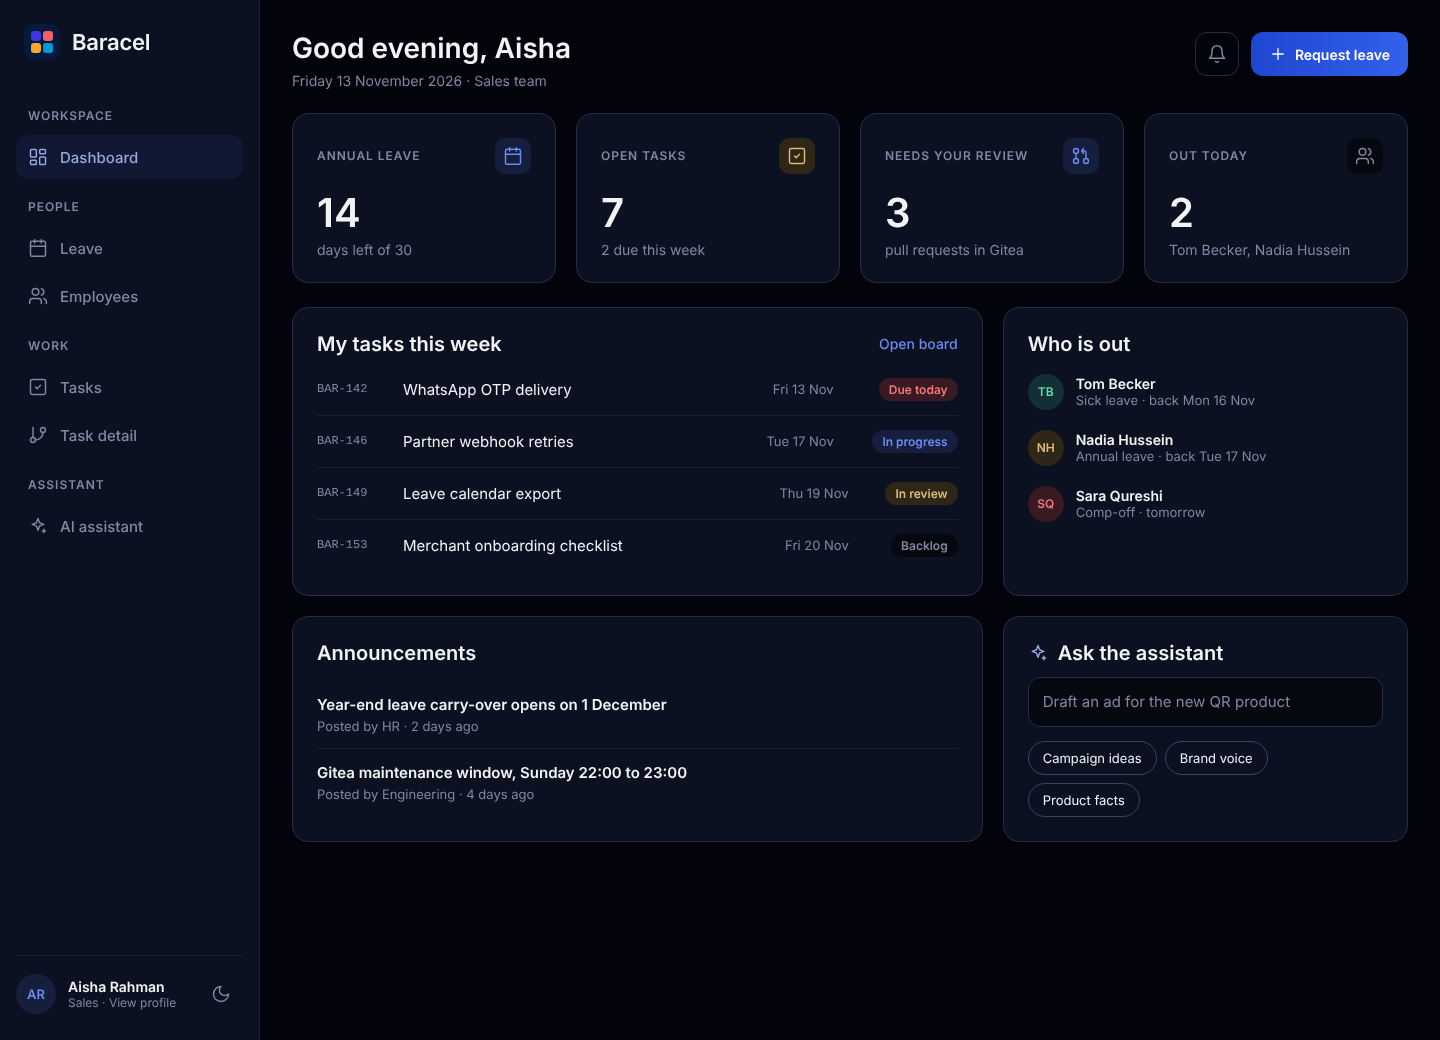 Baracel
WORKSPACE
Dashboard
PEOPLE
Leave
Employees
WORK
Tasks
Task detail
ASSISTANT
AI assistant
AR
Aisha Rahman
Sales · View profile
Good evening, Aisha
Friday 13 November 2026 · Sales team
Request leave
ANNUAL LEAVE
14
days left of 30
OPEN TASKS
7
2 due this week
NEEDS YOUR REVIEW
3
pull requests in Gitea
OUT TODAY
2
Tom Becker, Nadia Hussein
My tasks this week
Open board
BAR-142 WhatsApp OTP delivery Fri 13 Nov Due today
BAR-146 Partner webhook retries Tue 17 Nov In progress
BAR-149 Leave calendar export Thu 19 Nov In review
BAR-153 Merchant onboarding checklist Fri 20 Nov Backlog
Who is out
TB
Tom Becker
Sick leave · back Mon 16 Nov
NH
Nadia Hussein
Annual leave · back Tue 17 Nov
SQ
Sara Qureshi
Comp-off · tomorrow
Announcements
Year-end leave carry-over opens on 1 December
Posted by HR · 2 days ago
Gitea maintenance window, Sunday 22:00 to 23:00
Posted by Engineering · 4 days ago
Ask the assistant
Draft an ad for the new QR product
Campaign ideas
Brand voice
Product facts